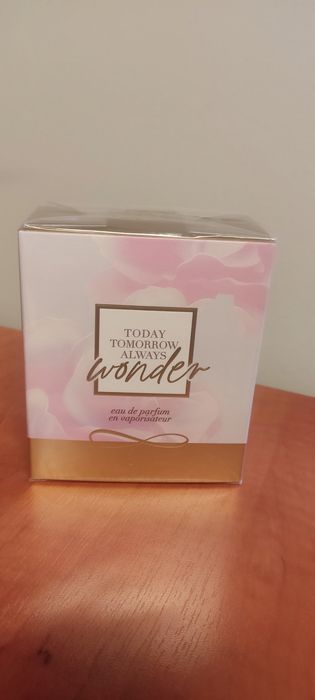 TODAY
TOMORROW
ALWAYS
wonder
eau de parfum
en vaporisateur